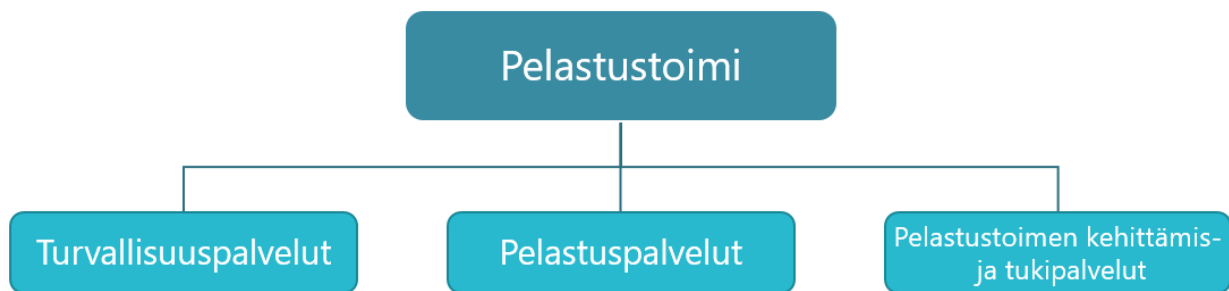 Pelastustoimi
Turvallisuuspalvelut
Pelastuspalvelut
Pelastustoimen kehittämis-
ja tukipalvelut